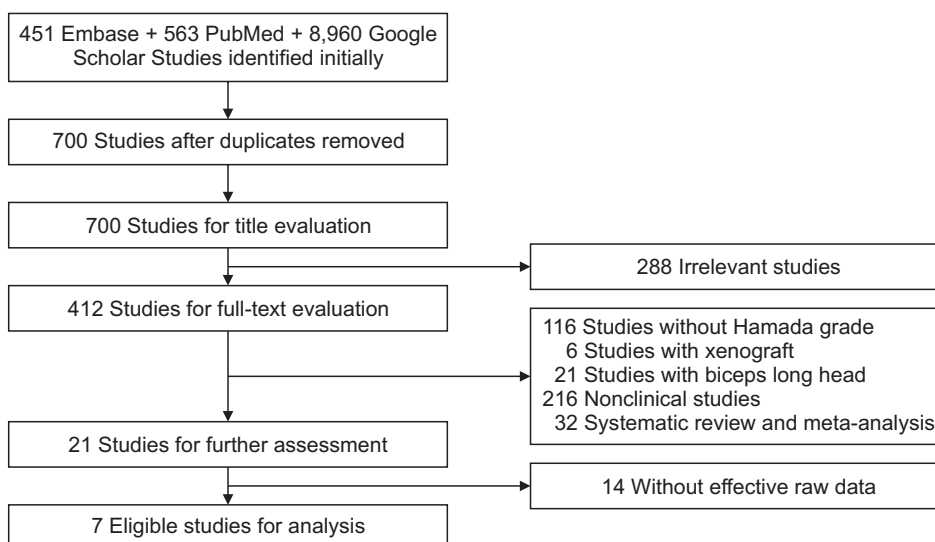 451 Embase + 563 PubMed + 8,960 Google
Scholar Studies identified initially
700 Studies after duplicates removed
700 Studies for title evaluation
288 Irrelevant studies
412 Studies for full-text evaluation
116 Studies without Hamada grade
6 Studies with xenograft
21 Studies with biceps long head
216 Nonclinical studies
32 Systematic review and meta-analysis
21 Studies for further assessment
14 Without effective raw data
7 Eligible studies for analysis